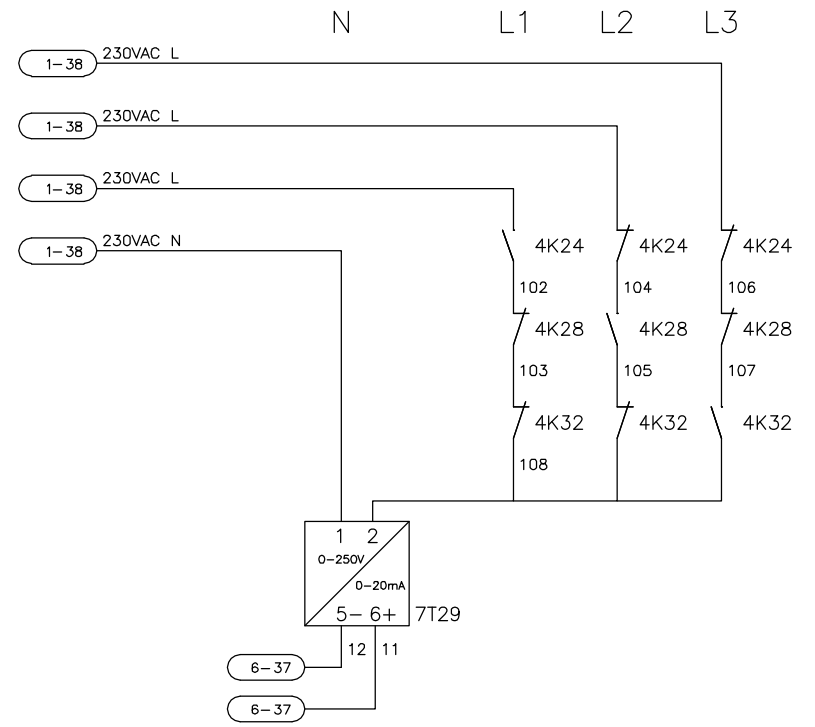 N L1 L2 L3
1-38 230VAC L
1-38 230VAC L
1-38 230VAC L
1-38 230VAC N
4K24 4K24 4K24
102 104 106
4K28 4K28 4K28
103 105 107
4K32 4K32 4K32
108
1 2
0-250V
0-20mA
5- 6+ 7T29
12 11
6-37
6-37